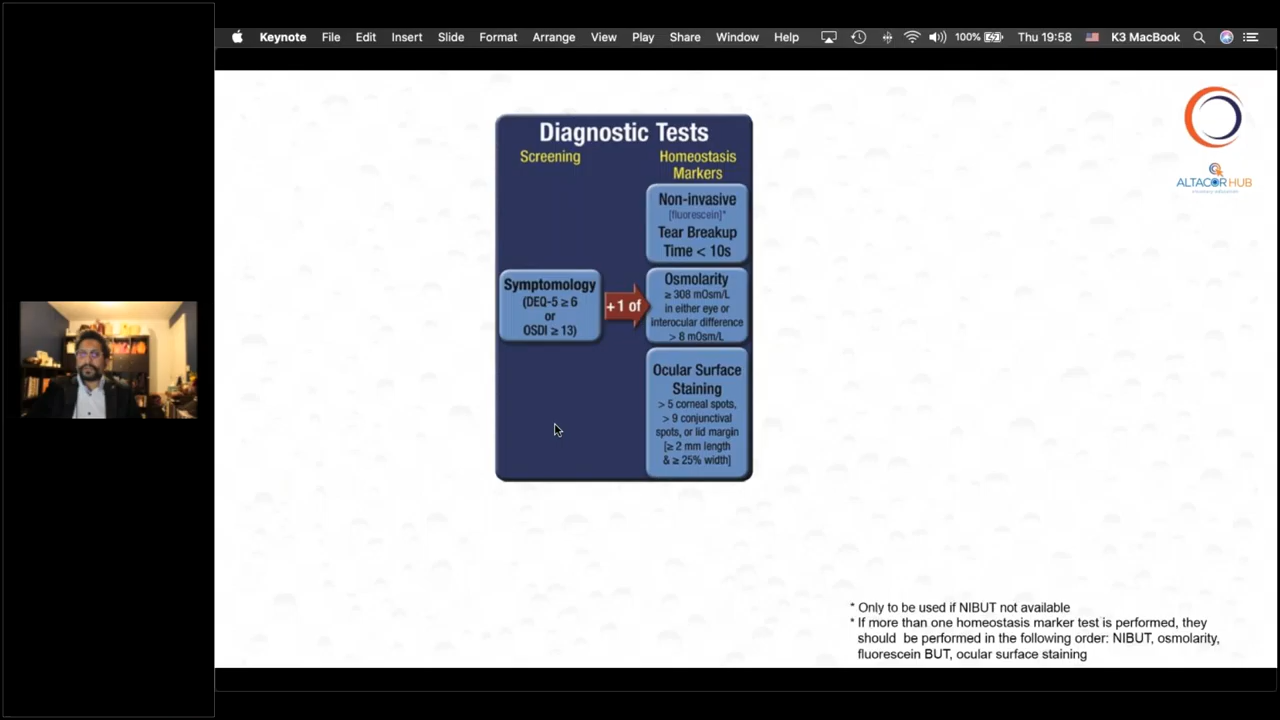 Keynote File Edit Insert Slide Format Arrange View Play Share Window Help 100% Thu 19:58 K3 MacBook
Diagnostic Tests
Screening
Homeostasis
Markers
Non-invasive
[fluorescein]*
Tear Breakup
Time < 10s
Symptomology
(DEQ-5 ≥ 6
or
OSDI ≥ 13)
+ 1 of
Osmolarity
≥ 308 mOsm/L
in either eye or
interocular difference
> 8 mOsm/L
Ocular Surface
Staining
> 5 corneal spots,
> 9 conjunctival
spots, or lid margin
[≥ 2 mm length
& ≥ 25% width]
ALTACOR HUB
* Only to be used if NIBUT not available
* If more than one homeostasis marker test is performed, they
should be performed in the following order: NIBUT, osmolarity,
fluorescein BUT, ocular surface staining